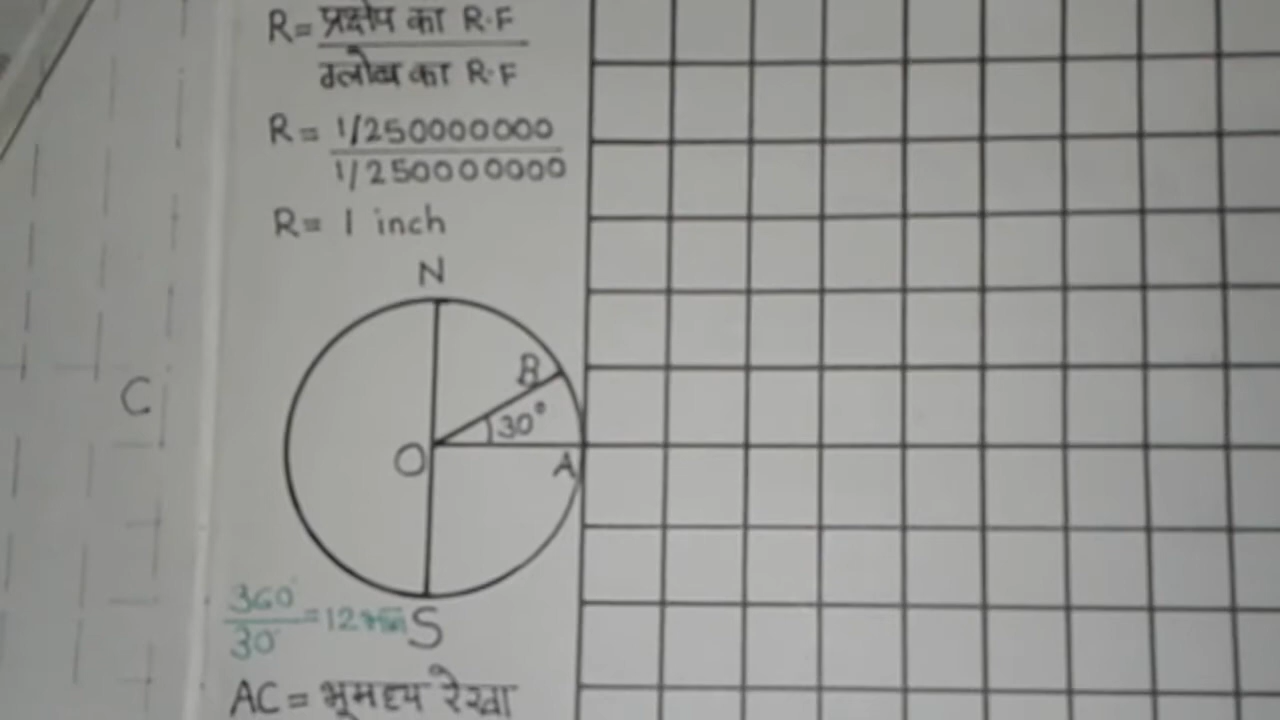 R= प्रक्षेप का R.F
ग्लोब का R.F
R= 1/250000000
1/250000000
R= 1 inch
N
B
30°
C
O
A
360°
30° =12
S
AC= भूमध्य रेखा